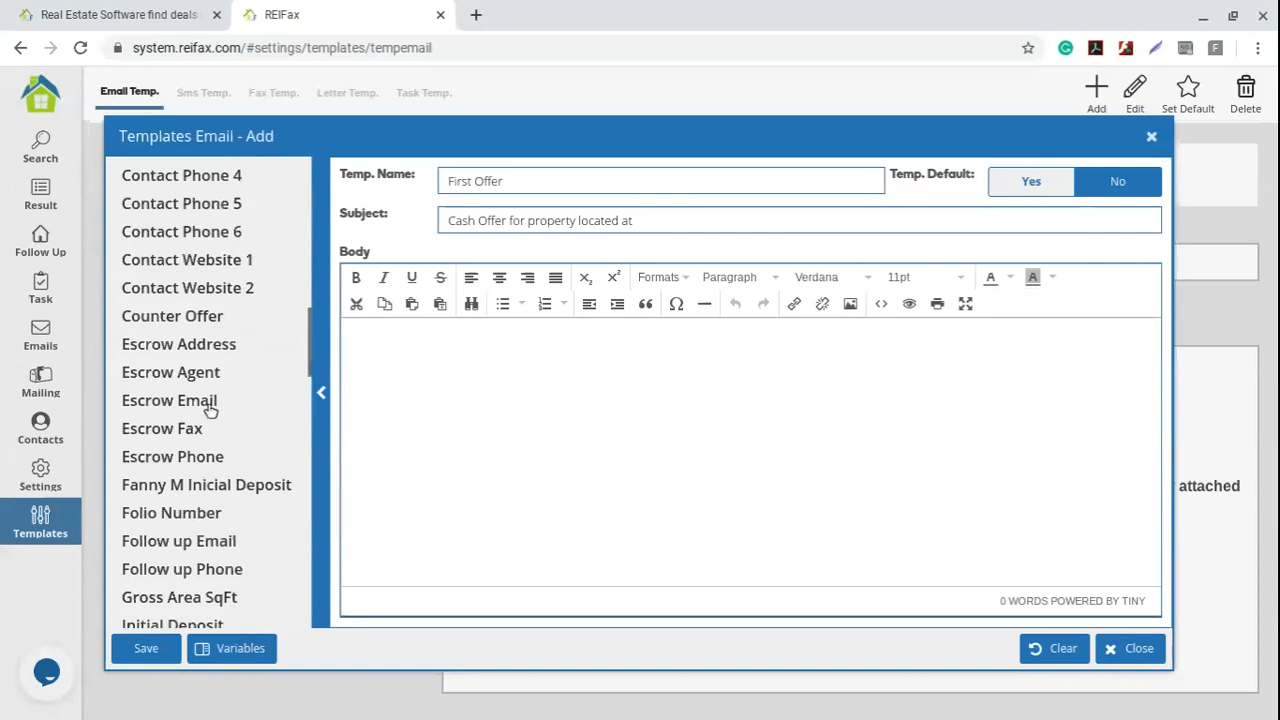 Real Estate Software find deals
REIFax
system.reifax.com/#settings/templates/tempemail
Email Temp. Sms Temp. Fax Temp. Letter Temp. Task Temp.
Add Edit Set Default Delete
Search
Result
Follow Up
Task
Emails
Mailing
Contacts
Settings
Templates
Templates Email - Add
Contact Phone 4
Contact Phone 5
Contact Phone 6
Contact Website 1
Contact Website 2
Counter Offer
Escrow Address
Escrow Agent
Escrow Email
Escrow Fax
Escrow Phone
Fanny M Inicial Deposit
Folio Number
Follow up Email
Follow up Phone
Gross Area SqFt
Initial Deposit
Temp. Name: First Offer Temp. Default: Yes No
Subject: Cash Offer for property located at
Body
Formats Paragraph Verdana 11pt
0 WORDS POWERED BY TINY
attached
Save Variables Clear Close